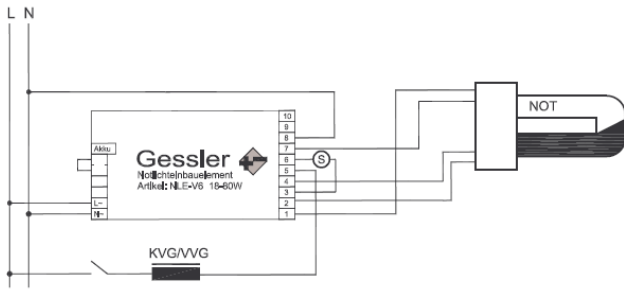 L N
NOT
10
9
8
Akku
7
Gessler
6
S
Notlichteinbauelement
5
Artikel: NLE-V6 18-60W
4
3
L~
2
N~
1
KVG/VVG